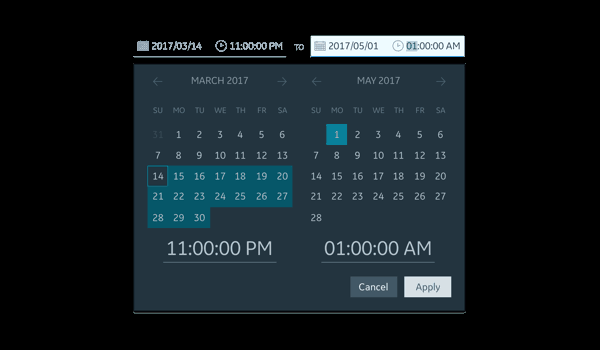 2017/03/14 11:00:00 PM TO 2017/05/01 01:00:00 AM
MARCH 2017
SU MO TU WE TH FR SA
31 1 2 3 4 5 6
7 8 9 10 11 12 13
14 15 16 17 18 19 20
21 22 23 24 25 26 27
28 29 30
11:00:00 PM
MAY 2017
SU MO TU WE TH FR SA
1 2 3 4 5 6
7 8 9 10 11 12 13
14 15 16 17 18 19 20
21 22 23 24 25 26 27
28
01:00:00 AM
Cancel Apply